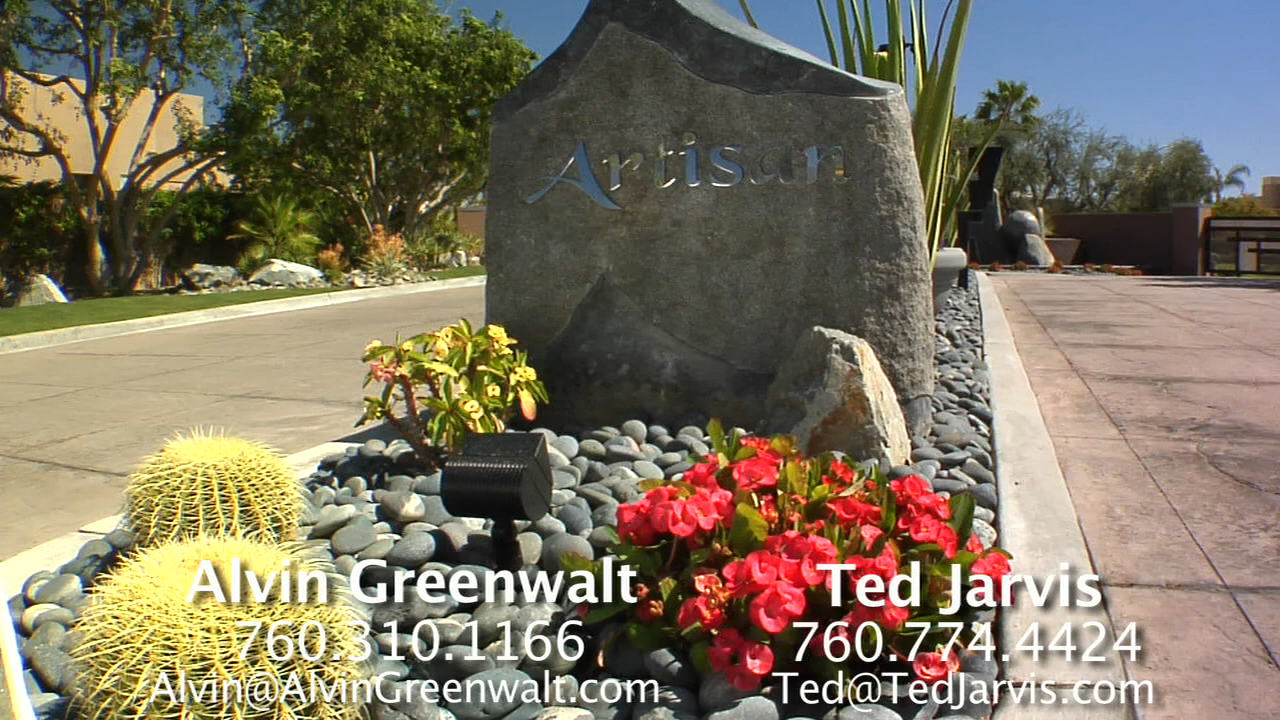 Artisan
Alvin Greenwalt
760.310.1166
Alvin@AlvinGreenwalt.com
Ted Jarvis
760.774.4424
Ted@TedJarvis.com